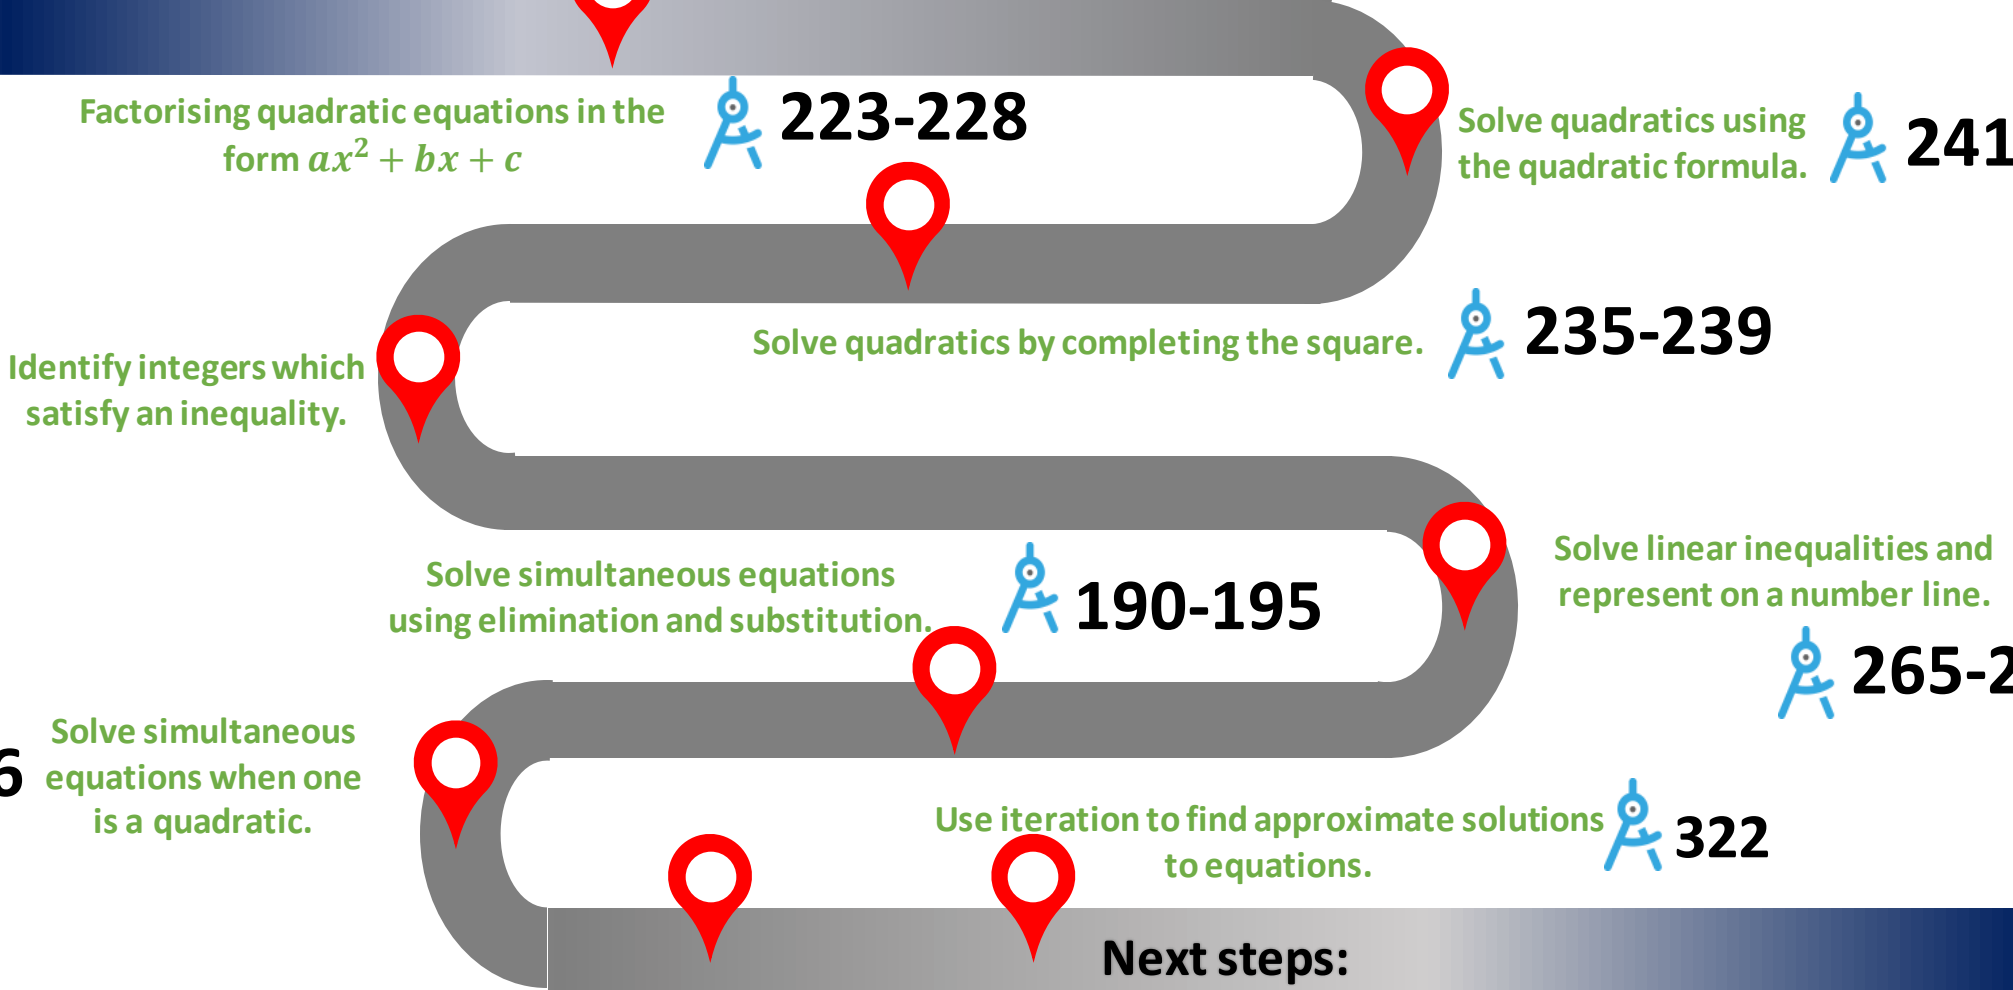 Factorising quadratic equations in the
form ax² + bx + c
223-228
Solve quadratics using
the quadratic formula.
241
Solve quadratics by completing the square.
235-239
Identify integers which
satisfy an inequality.
Solve linear inequalities and
represent on a number line.
265-2
Solve simultaneous equations
using elimination and substitution.
190-195
6
Solve simultaneous
equations when one
is a quadratic.
Use iteration to find approximate solutions
to equations.
322
Next steps: